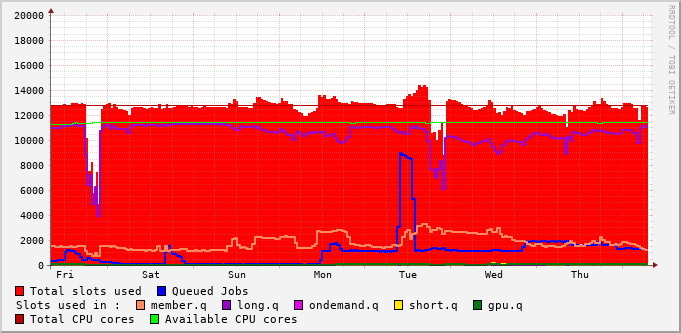 20000
18000
16000
14000
12000
10000
8000
6000
4000
2000
0
Fri Sat Sun Mon Tue Wed Thu
RRDTOOL / TOBI OETIKER
Total slots used Queued Jobs
Slots used in : member.q long.q ondemand.q short.q gpu.q
Total CPU cores Available CPU cores